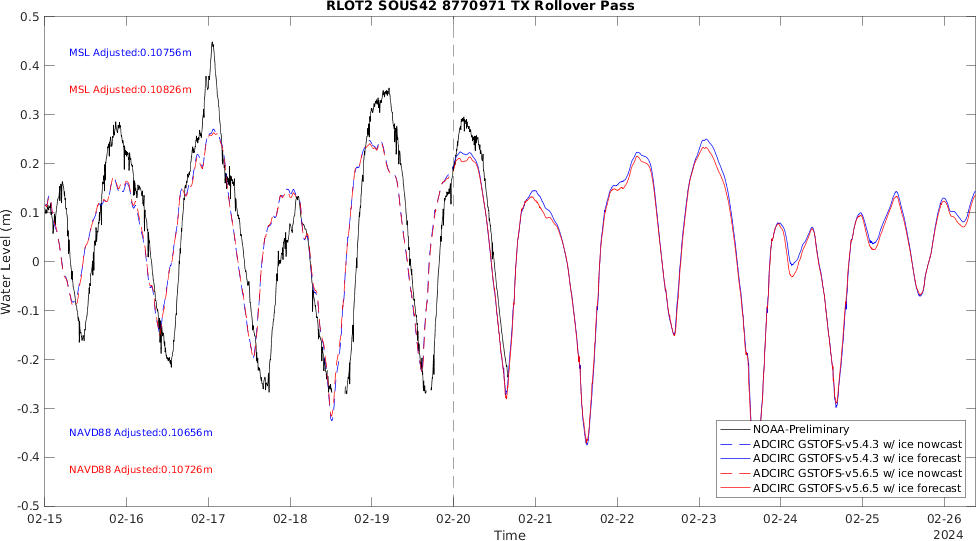 RLOT2 SOUS42 8770971 TX Rollover Pass
0.5
0.4
0.3
0.2
0.1
0
-0.1
-0.2
-0.3
-0.4
-0.5
Water Level (m)
MSL Adjusted:0.10756m
MSL Adjusted:0.10826m
NAVD88 Adjusted:0.10656m
NAVD88 Adjusted:0.10726m
NOAA-Preliminary
ADCIRC GSTOFS-v5.4.3 w/ ice nowcast
ADCIRC GSTOFS-v5.4.3 w/ ice forecast
ADCIRC GSTOFS-v5.6.5 w/ ice nowcast
ADCIRC GSTOFS-v5.6.5 w/ ice forecast
02-15 02-16 02-17 02-18 02-19 02-20 02-21 02-22 02-23 02-24 02-25 02-26
Time
2024